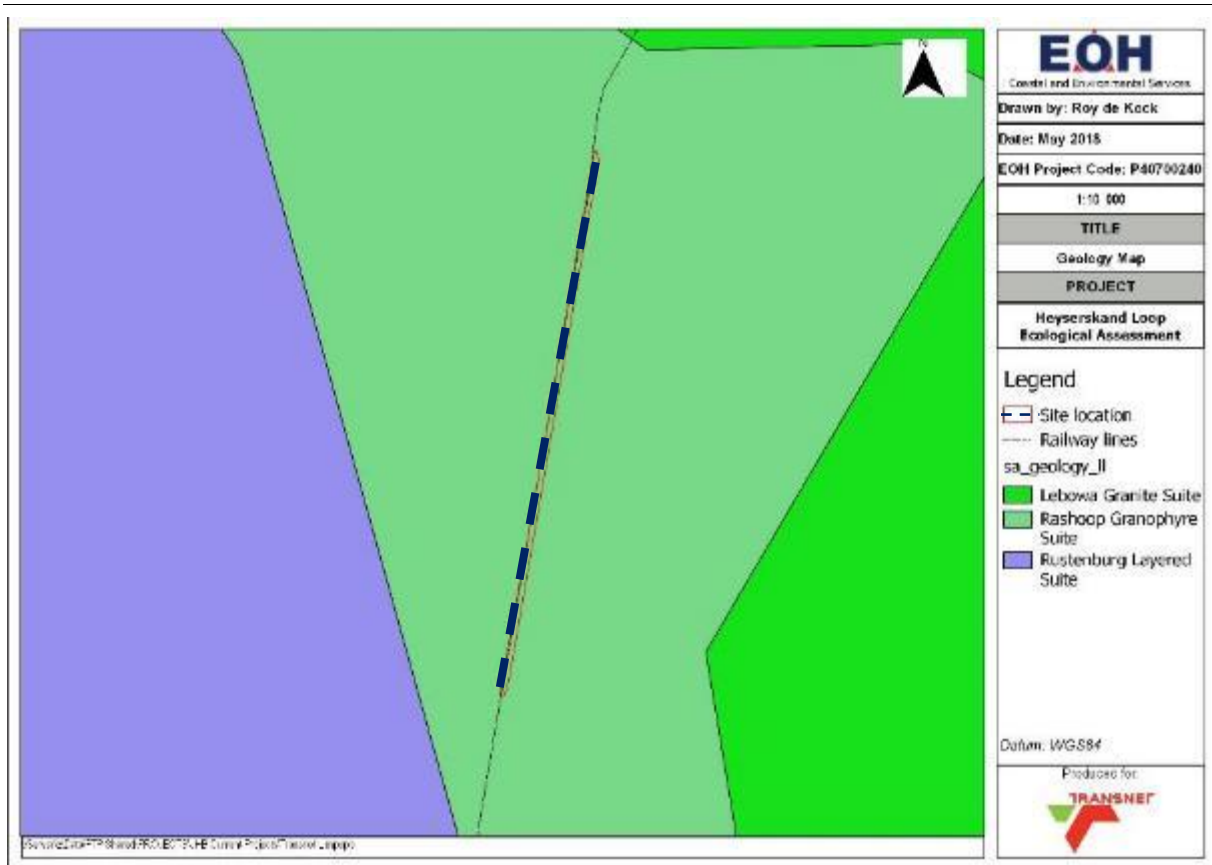 N
EOH
Coastal and Environmental Services
Drawn by: Roy de Kock
Date: May 2018
EOH Project Code: P40700240
1:10 000
TITLE
Geology Map
PROJECT
Heyserskand Loop
Ecological Assessment
Legend
Site location
Railway lines
sa_geology_II
Lebowa Granite Suite
Rashoop Granophyre
Suite
Rustenburg Layered
Suite
Datum: WGS84
Produced for:
TRANSNET